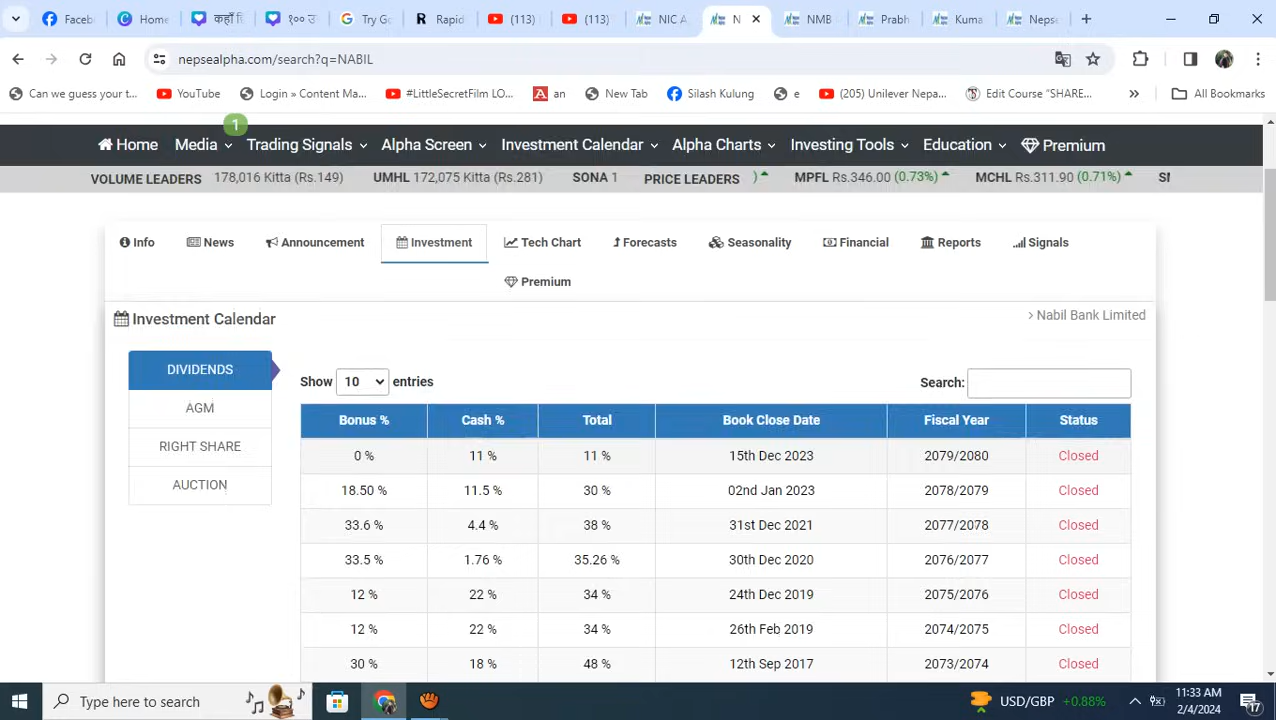 Faceb
Home
कहाँ
१०० उ
Try Go
Rapid
(113)
(113)
NIC A
N
NMB
Prabh
Kuma
Nepse
nepsealpha.com/search?q=NABIL
Can we guess your t...
YouTube
Login » Content Ma...
#LittleSecretFilm LO...
an
New Tab
Silash Kulung
e
(205) Unilever Nepa...
Edit Course "SHARE...
»
All Bookmarks
1
Home Media Trading Signals Alpha Screen Investment Calendar Alpha Charts Investing Tools Education Premium
VOLUME LEADERS 178,016 Kitta (Rs.149) UMHL 172,075 Kitta (Rs.281) SONA 1 PRICE LEADERS ) MPFL Rs.346.00 (0.73%) MCHL Rs.311.90 (0.71%)
Info News Announcement Investment Tech Chart Forecasts Seasonality Financial Reports Signals
Premium
Investment Calendar
> Nabil Bank Limited
DIVIDENDS
AGM
RIGHT SHARE
AUCTION
Show 10 entries Search:
Bonus % Cash % Total Book Close Date Fiscal Year Status
0 % 11 % 11 % 15th Dec 2023 2079/2080 Closed
18.50 % 11.5 % 30 % 02nd Jan 2023 2078/2079 Closed
33.6 % 4.4 % 38 % 31st Dec 2021 2077/2078 Closed
33.5 % 1.76 % 35.26 % 30th Dec 2020 2076/2077 Closed
12 % 22 % 34 % 24th Dec 2019 2075/2076 Closed
12 % 22 % 34 % 26th Feb 2019 2074/2075 Closed
30 % 18 % 48 % 12th Sep 2017 2073/2074 Closed
Type here to search
USD/GBP +0.88%
11:33 AM
2/4/2024
17